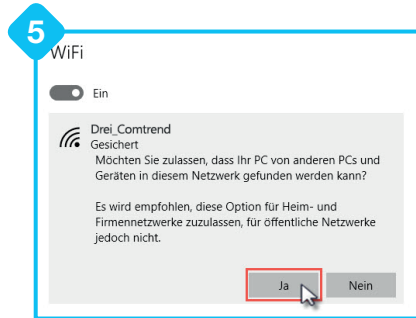 5
WiFi
Ein
Drei_Comtrend
Gesichert
Möchten Sie zulassen, dass Ihr PC von anderen PCs und
Geräten in diesem Netzwerk gefunden werden kann?
Es wird empfohlen, diese Option für Heim- und
Firmennetzwerke zuzulassen, für öffentliche Netzwerke
jedoch nicht.
Ja Nein